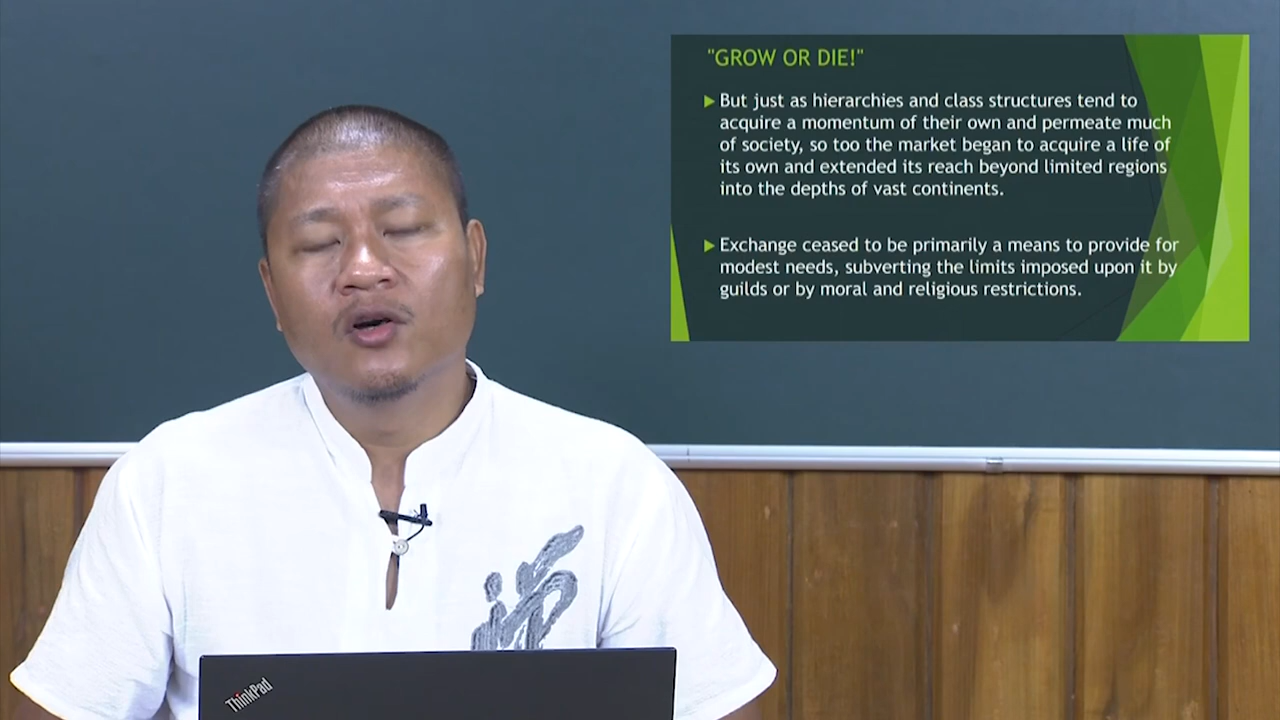 "GROW OR DIE!"
But just as hierarchies and class structures tend to
acquire a momentum of their own and permeate much
of society, so too the market began to acquire a life of
its own and extended its reach beyond limited regions
into the depths of vast continents.
Exchange ceased to be primarily a means to provide for
modest needs, subverting the limits imposed upon it by
guilds or by moral and religious restrictions.
ThinkPad